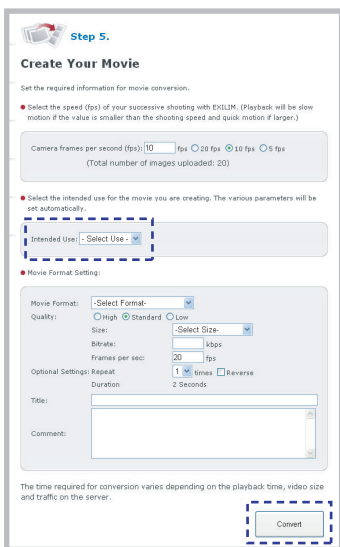 Step 5.
Create Your Movie
Set the required information for movie conversion.
Select the speed (fps) of your successive shooting with EXILIM. (Playback will be slow
motion if the value is smaller than the shooting speed and quick motion if larger.)
Camera frames per second (fps): 10 fps 20 fps 10 fps 5 fps
(Total number of images uploaded: 20)
Select the intended use for the movie you are creating. The various parameters will be
set automatically.
Intended Use: - Select Use -
Movie Format Setting:
Movie Format: -Select Format-
Quality: High Standard Low
Size: -Select Size-
Bitrate: kbps
Frames per sec: 20 fps
Optional Settings: Repeat 1 times Reverse
Duration 2 Seconds
Title:
Comment:
The time required for conversion varies depending on the playback time, video size
and traffic on the server.
Convert